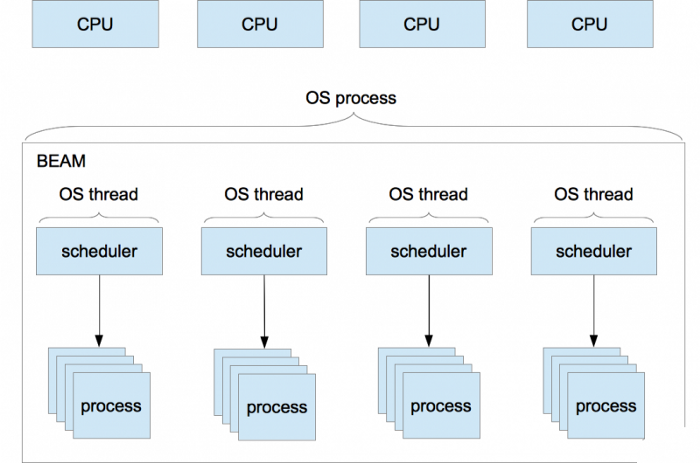 CPU CPU CPU CPU
OS process
BEAM
OS thread OS thread OS thread OS thread
scheduler scheduler scheduler scheduler
process process process process